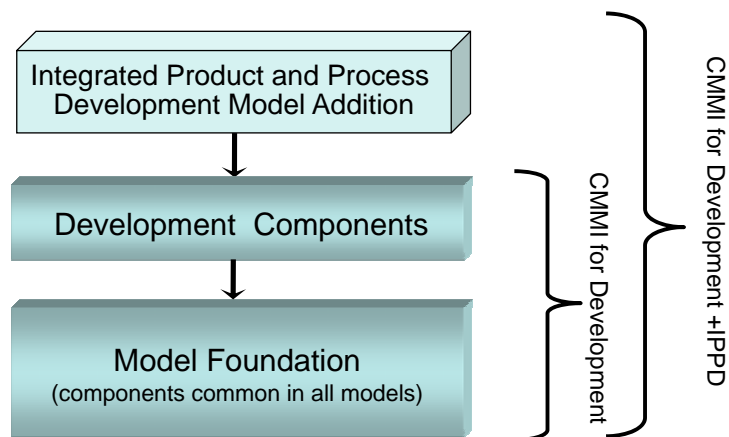 Integrated Product and Process
Development Model Addition
Development Components
Model Foundation
(components common in all models)
CMMI for Development
CMMI for Development +IPPD